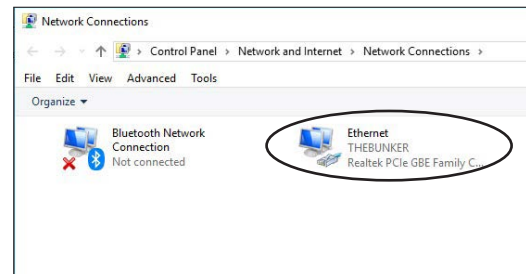 Network Connections
Control Panel > Network and Internet > Network Connections >
File Edit View Advanced Tools
Organize
Bluetooth Network
Connection
Not connected
Ethernet
THEBUNKER
Realtek PCIe GBE Family C...